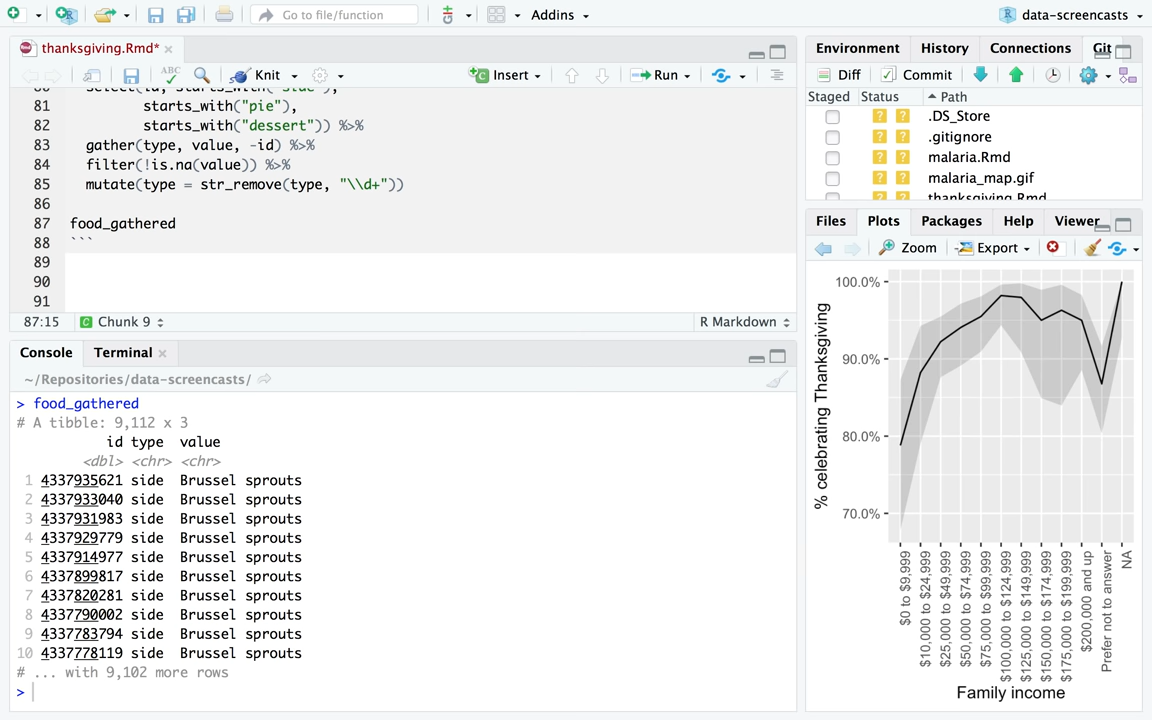 Go to file/function
Addins
data-screencasts
thanksgiving.Rmd*
ABC
Knit
Insert
Run
80 select(id, starts_with("side"),
81 starts_with("pie"),
82 starts_with("dessert")) %>%
83 gather(type, value, -id) %>%
84 filter(!is.na(value)) %>%
85 mutate(type = str_remove(type, "\\d+"))
86
87 food_gathered
88 ```
89
90
91
87:15 Chunk 9 R Markdown
Console Terminal
~/Repositories/data-screencasts/
> food_gathered
# A tibble: 9,112 x 3
id type value
<dbl> <chr> <chr>
1 4337935621 side Brussel sprouts
2 4337933040 side Brussel sprouts
3 4337931983 side Brussel sprouts
4 4337929779 side Brussel sprouts
5 4337914977 side Brussel sprouts
6 4337899817 side Brussel sprouts
7 4337820281 side Brussel sprouts
8 4337790002 side Brussel sprouts
9 4337783794 side Brussel sprouts
10 4337778119 side Brussel sprouts
# ... with 9,102 more rows
>
Environment History Connections Git
Diff Commit
Staged Status Path
? ? .DS_Store
? ? .gitignore
? ? malaria.Rmd
? ? malaria_map.gif
? ? thanksgiving.Rmd
Files Plots Packages Help Viewer
Zoom Export
% celebrating Thanksgiving
100.0%
90.0%
80.0%
70.0%
$0 to $9,999
$10,000 to $24,999
$25,000 to $49,999
$50,000 to $74,999
$75,000 to $99,999
$100,000 to $124,999
$125,000 to $149,999
$150,000 to $174,999
$175,000 to $199,999
$200,000 and up
Prefer not to answer
NA
Family income